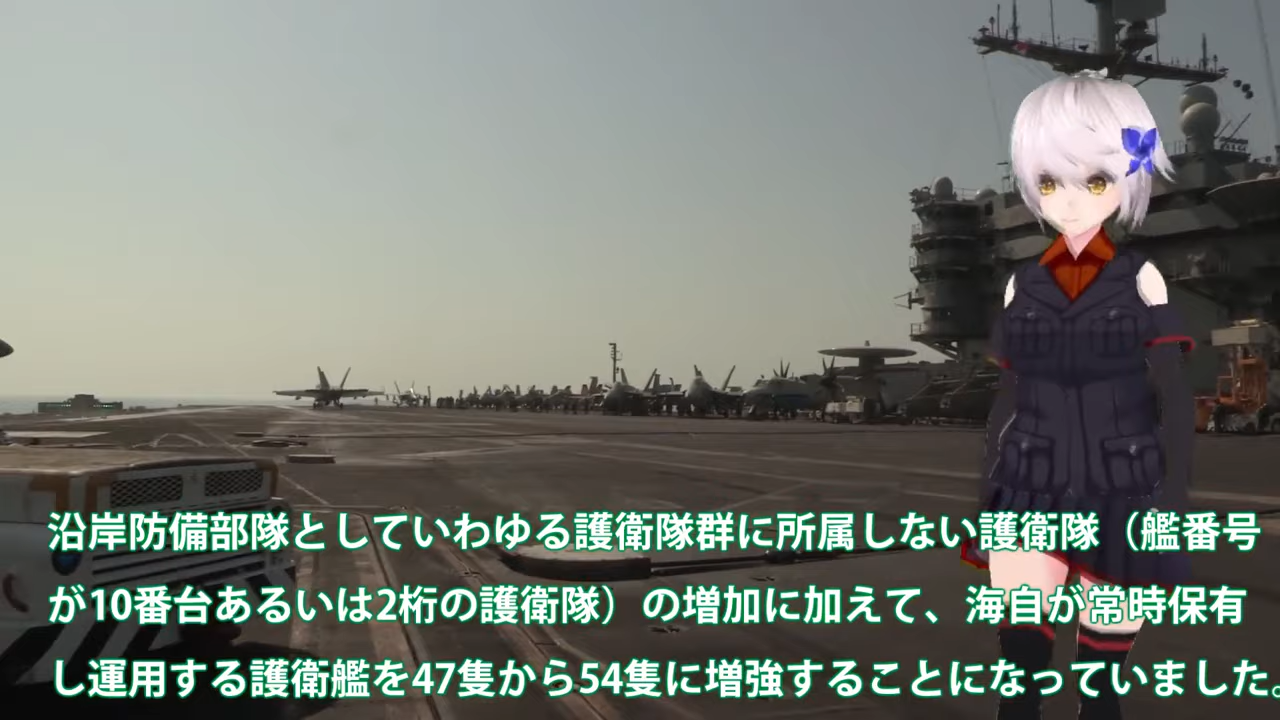 沿岸防備部隊としていわゆる護衛隊群に所属しない護衛隊（艦番号
が10番台あるいは2桁の護衛隊）の増加に加えて、海自が常時保有
し運用する護衛艦を47隻から54隻に増強することになっていました。